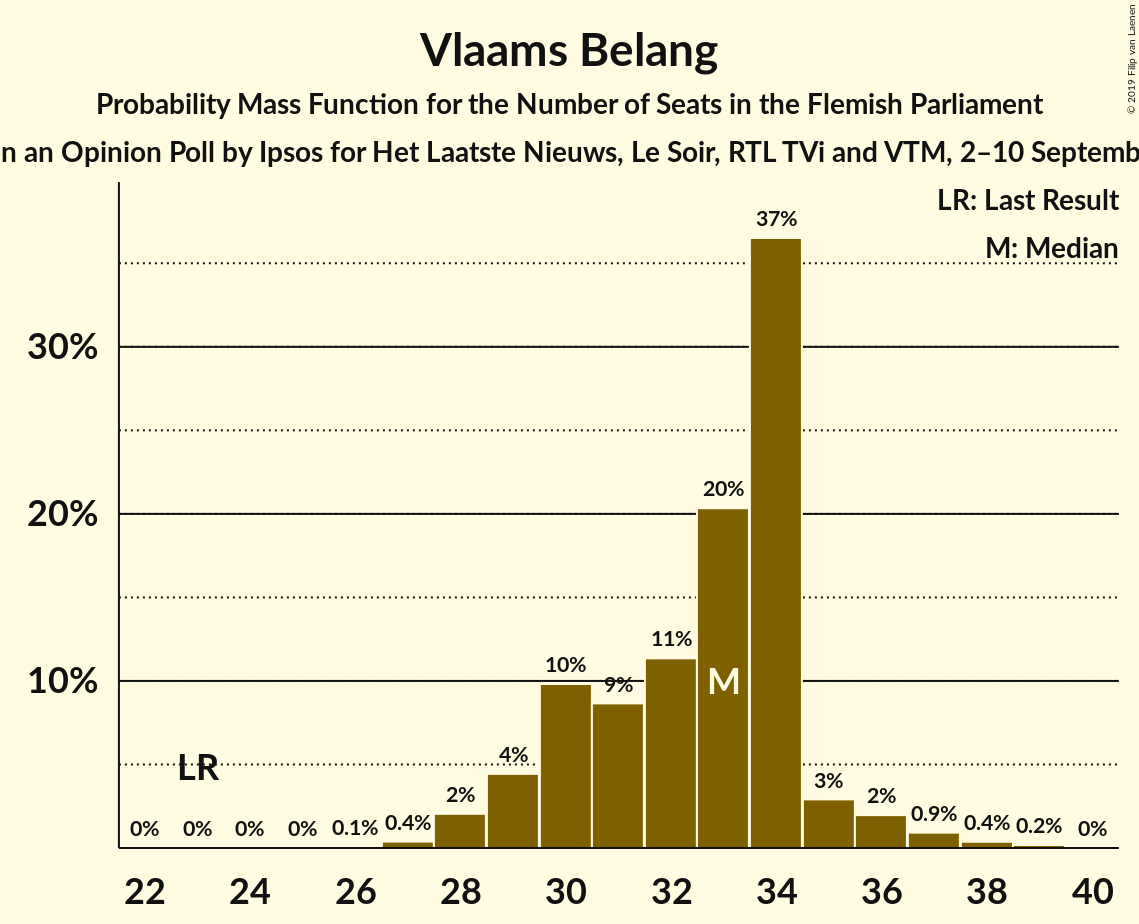 Vlaams Belang
Probability Mass Function for the Number of Seats in the Flemish Parliament
n an Opinion Poll by Ipsos for Het Laatste Nieuws, Le Soir, RTL TVi and VTM, 2–10 Septemb
© 2019 Filip van Laenen
LR: Last Result
M: Median
37%
30%
20%
20%
11%
10%
9%
10%
M
4%
LR
3%
2%
2%
0.9%
0.4%
0.4%
0.2%
0.1%
0%
0%
0%
0%
0%
22 24 26 28 30 32 34 36 38 40